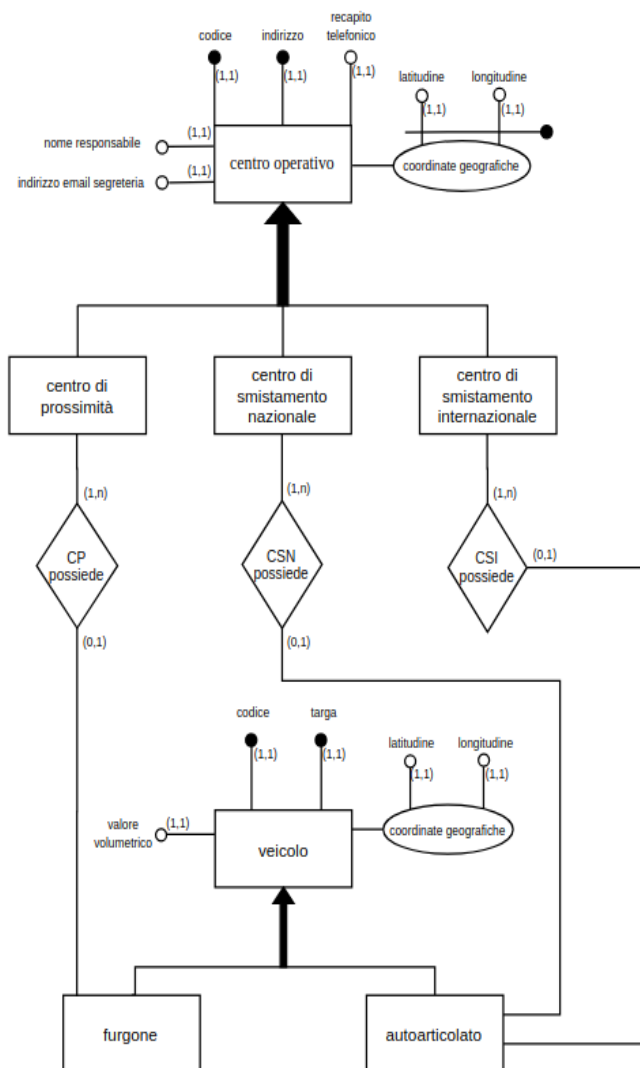 recapito
codice
indirizzo
telefonico
(1,1)
(1,1)
(1,1)
latitudine
longitudine
(1,1)
(1,1)
nome responsabile
(1,1)
indirizzo email segreteria
(1,1)
centro operativo
coordinate geografiche
centro di
prossimità
centro di
smistamento
nazionale
centro di
smistamento
internazionale
(1,n)
(1,n)
(1,n)
CP
possiede
CSN
possiede
CSI
possiede
(0,1)
(0,1)
(0,1)
codice
targa
(1,1)
(1,1)
latitudine
longitudine
(1,1)
(1,1)
valore
volumetrico
(1,1)
veicolo
coordinate geografiche
furgone
autoarticolato